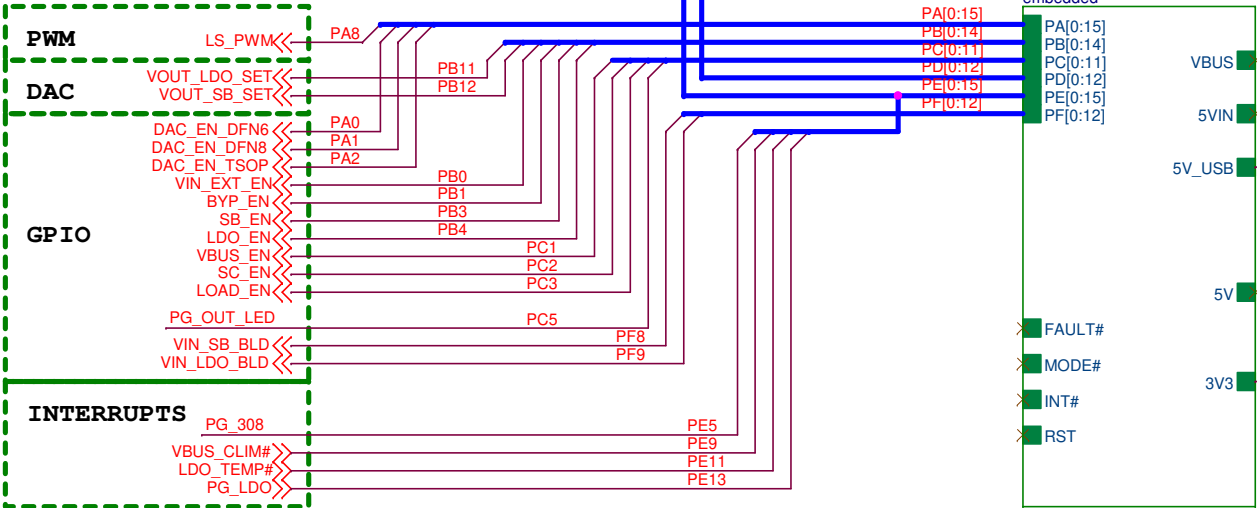 embedded
PWM
LS_PWM
PA8
DAC
VOUT_LDO_SET
PB11
VOUT_SB_SET
PB12
GPIO
DAC_EN_DFN6
PA0
DAC_EN_DFN8
PA1
DAC_EN_TSOP
PA2
VIN_EXT_EN
PB0
BYP_EN
PB1
SB_EN
PB3
LDO_EN
PB4
VBUS_EN
PC1
SC_EN
PC2
LOAD_EN
PC3
PG_OUT_LED
PC5
VIN_SB_BLD
PF8
VIN_LDO_BLD
PF9
INTERRUPTS
PG_308
PE5
VBUS_CLIM#
PE9
LDO_TEMP#
PE11
PG_LDO
PE13
PA[0:15]
PB[0:14]
PC[0:11]
PD[0:12]
PE[0:15]
PF[0:12]
PA[0:15]
PB[0:14]
PC[0:11]
PD[0:12]
PE[0:15]
PF[0:12]
FAULT#
MODE#
INT#
RST
VBUS
5VIN
5V_USB
5V
3V3